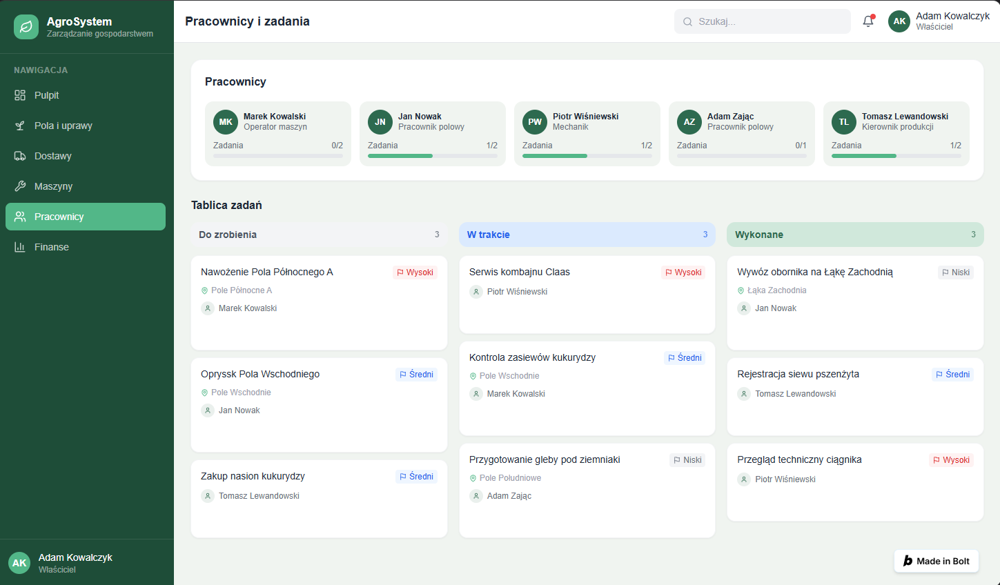 AgroSystem
Zarządzanie gospodarstwem
NAWIGACJA
Pulpit
Pola i uprawy
Dostawy
Maszyny
Pracownicy
Finanse
AK
Adam Kowalczyk
Właściciel
Pracownicy i zadania
Szukaj...
AK
Adam Kowalczyk
Właściciel
Pracownicy
MK
Marek Kowalski
Operator maszyn
Zadania 0/2
JN
Jan Nowak
Pracownik polowy
Zadania 1/2
PW
Piotr Wiśniewski
Mechanik
Zadania 1/2
AZ
Adam Zając
Pracownik polowy
Zadania 0/1
TL
Tomasz Lewandowski
Kierownik produkcji
Zadania 1/2
Tablica zadań
Do zrobienia 3
Nawożenie Pola Północnego A Wysoki
Pole Północne A
Marek Kowalski
Opryssk Pola Wschodniego Średni
Pole Wschodnie
Jan Nowak
Zakup nasion kukurydzy Średni
Tomasz Lewandowski
W trakcie 3
Serwis kombajnu Claas Wysoki
Piotr Wiśniewski
Kontrola zasiewów kukurydzy Średni
Pole Wschodnie
Marek Kowalski
Przygotowanie gleby pod ziemniaki Niski
Pole Południowe
Adam Zając
Wykonane 3
Wywóz obornika na Łąkę Zachodnią Niski
Łąka Zachodnia
Jan Nowak
Rejestracja siewu pszenżyta Średni
Tomasz Lewandowski
Przegląd techniczny ciągnika Wysoki
Piotr Wiśniewski
b Made in Bolt